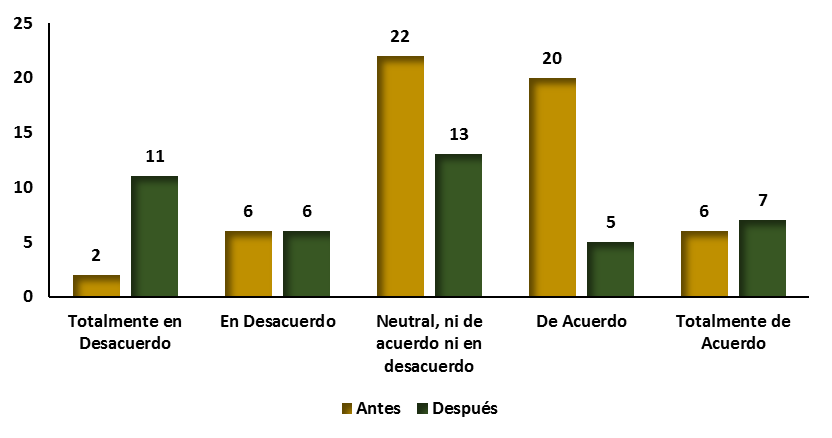 25
20
15
10
5
0
2
11
6
6
22
13
20
5
6
7
Totalmente en
Desacuerdo
En Desacuerdo
Neutral, ni de
acuerdo ni en
desacuerdo
De Acuerdo
Totalmente de
Acuerdo
Antes
Después